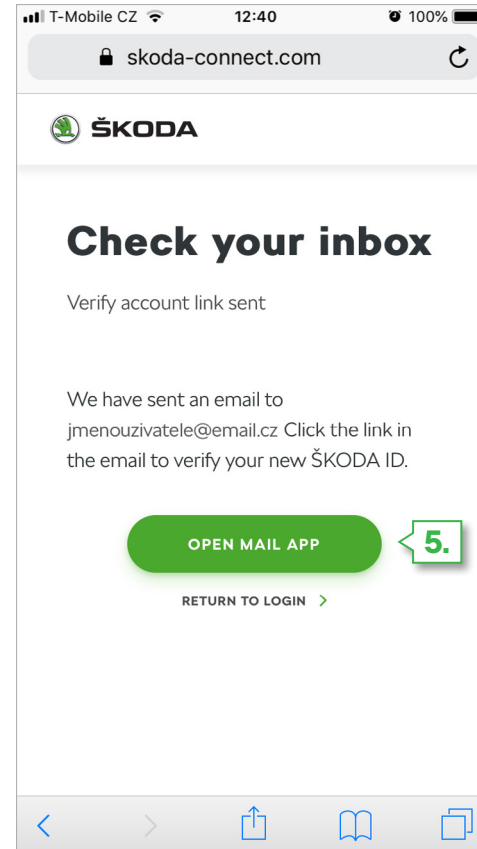 T-Mobile CZ 12:40 100%
skoda-connect.com
ŠKODA
Check your inbox
Verify account link sent
We have sent an email to
jmenouzivatele@email.cz Click the link in
the email to verify your new ŠKODA ID.
OPEN MAIL APP
5.
RETURN TO LOGIN